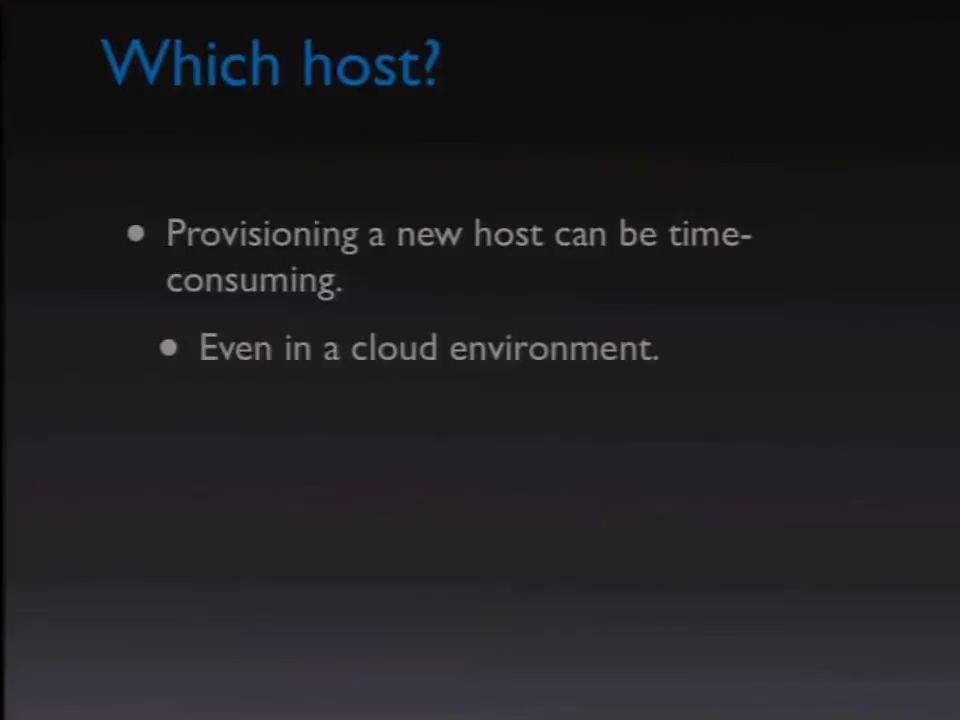 Which host?
• Provisioning a new host can be time-
consuming.
• Even in a cloud environment.